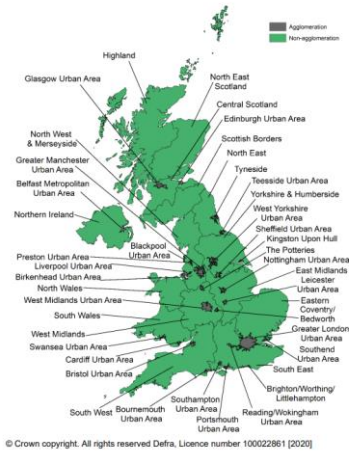 Agglomeration
Non-agglomeration
Highland
Glasgow Urban Area
North East
Scotland
Central Scotland
Edinburgh Urban Area
North West
& Merseyside
Scottish Borders
Greater Manchester
Urban Area
North East
Tyneside
Belfast Metropolitan
Urban Area
Teesside Urban Area
Yorkshire & Humberside
Northern Ireland
West Yorkshire
Urban Area
Sheffield Urban Area
Blackpool
Urban Area
Kingston Upon Hull
The Potteries
Preston Urban Area
Nottingham Urban Area
Liverpool Urban Area
East Midlands
Birkenhead Urban Area
Leicester
Urban Area
North Wales
Eastern
West Midlands Urban Area
Coventry/
Bedworth
South Wales
Greater London
Urban Area
West Midlands
Southend
Urban Area
Swansea Urban Area
South East
Cardiff Urban Area
Bristol Urban Area
Brighton/Worthing/
Littlehampton
South West
Bournemouth
Urban Area
Southampton
Urban Area
Portsmouth
Urban Area
Reading/Wokingham
Urban Area
© Crown copyright. All rights reserved Defra, Licence number 100022861 [2020]